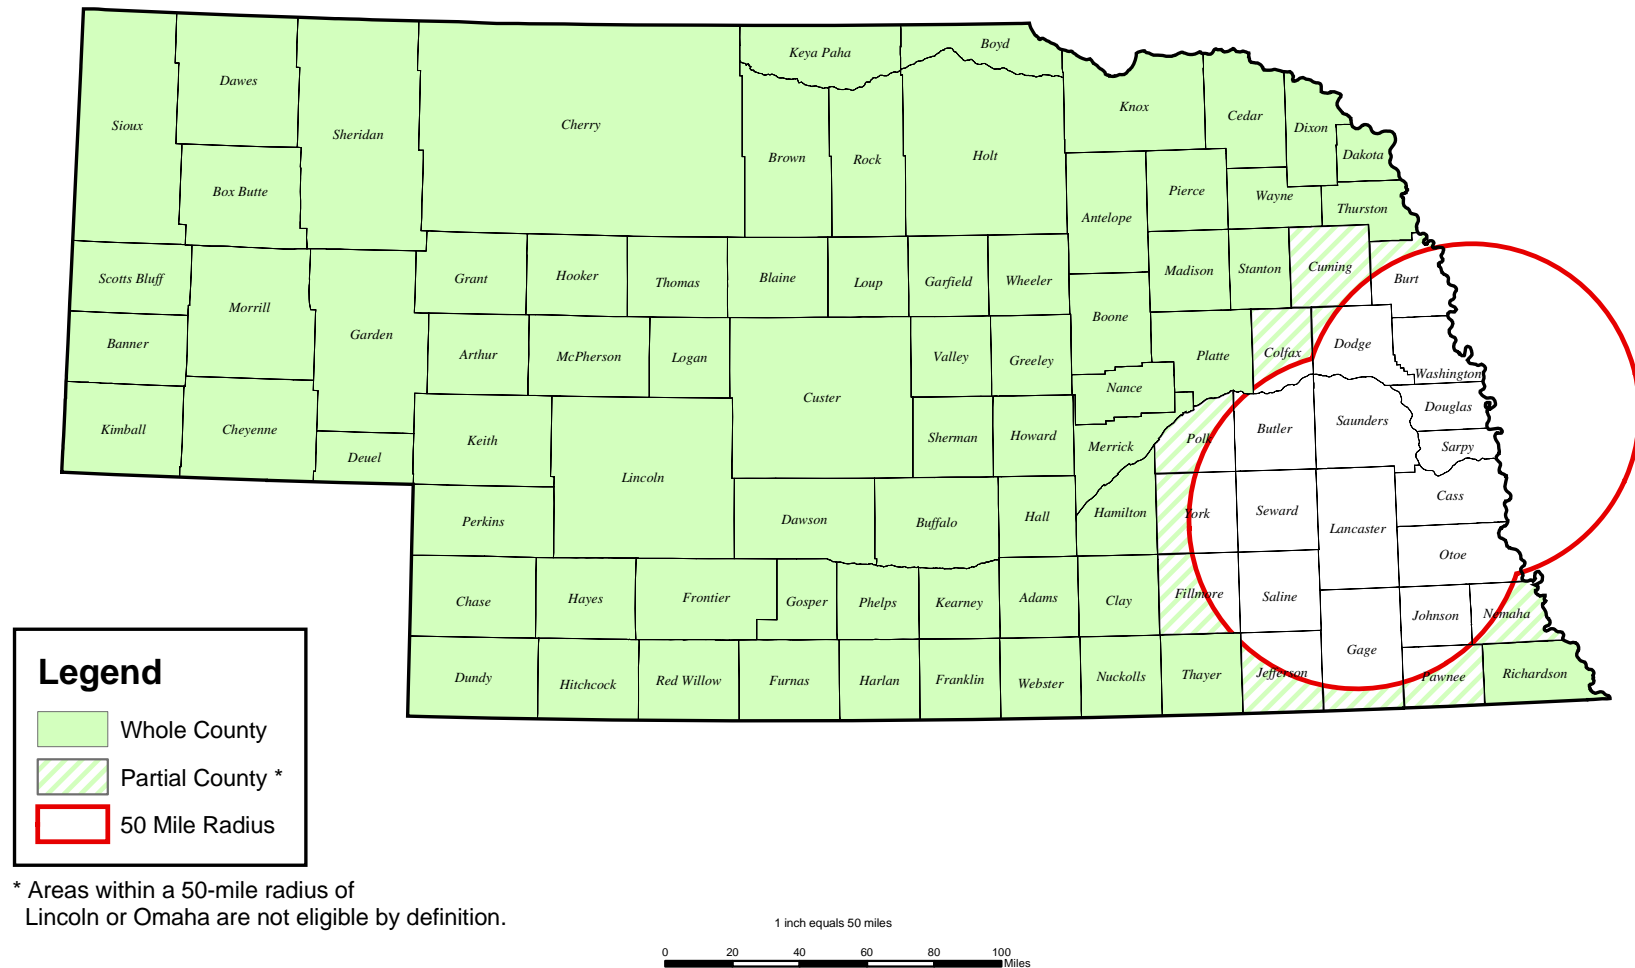 Boyd
Keya Paha
Dawes
Knox
Cedar
Sioux
Cherry
Dixon
Sheridan
Dakota
Brown
Rock
Holt
Box Butte
Pierce
Wayne
Thurston
Antelope
Scotts Bluff
Grant
Hooker
Thomas
Blaine
Loup
Garfield
Wheeler
Madison
Stanton
Cuming
Burt
Morrill
Garden
Boone
Banner
Arthur
McPherson
Logan
Valley
Greeley
Platte
Colfax
Dodge
Washington
Nance
Custer
Douglas
Kimball
Cheyenne
Keith
Sherman
Howard
Merrick
Polk
Butler
Saunders
Sarpy
Deuel
Lincoln
Cass
Perkins
Dawson
Buffalo
Hall
Hamilton
York
Seward
Lancaster
Otoe
Chase
Hayes
Frontier
Gosper
Phelps
Kearney
Adams
Clay
Fillmore
Saline
Johnson
Nemaha
Gage
Dundy
Hitchcock
Red Willow
Furnas
Harlan
Franklin
Webster
Nuckolls
Thayer
Jefferson
Pawnee
Richardson
Legend
Whole County
Partial County *
50 Mile Radius
* Areas within a 50-mile radius of
Lincoln or Omaha are not eligible by definition.
1 inch equals 50 miles
0 20 40 60 80 100
Miles